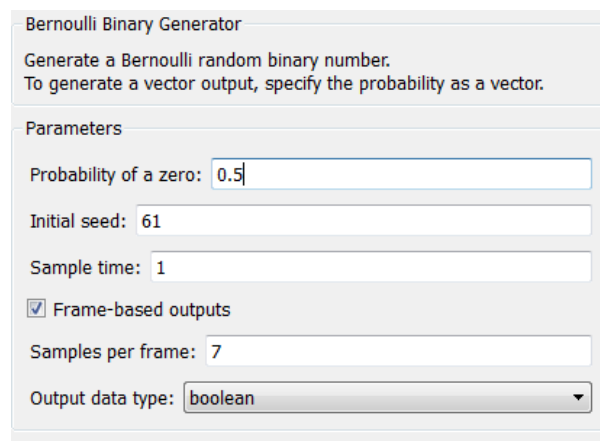 Bernoulli Binary Generator
Generate a Bernoulli random binary number.
To generate a vector output, specify the probability as a vector.
Parameters
Probability of a zero: 0.5
Initial seed: 61
Sample time: 1
Frame-based outputs
Samples per frame: 7
Output data type: boolean